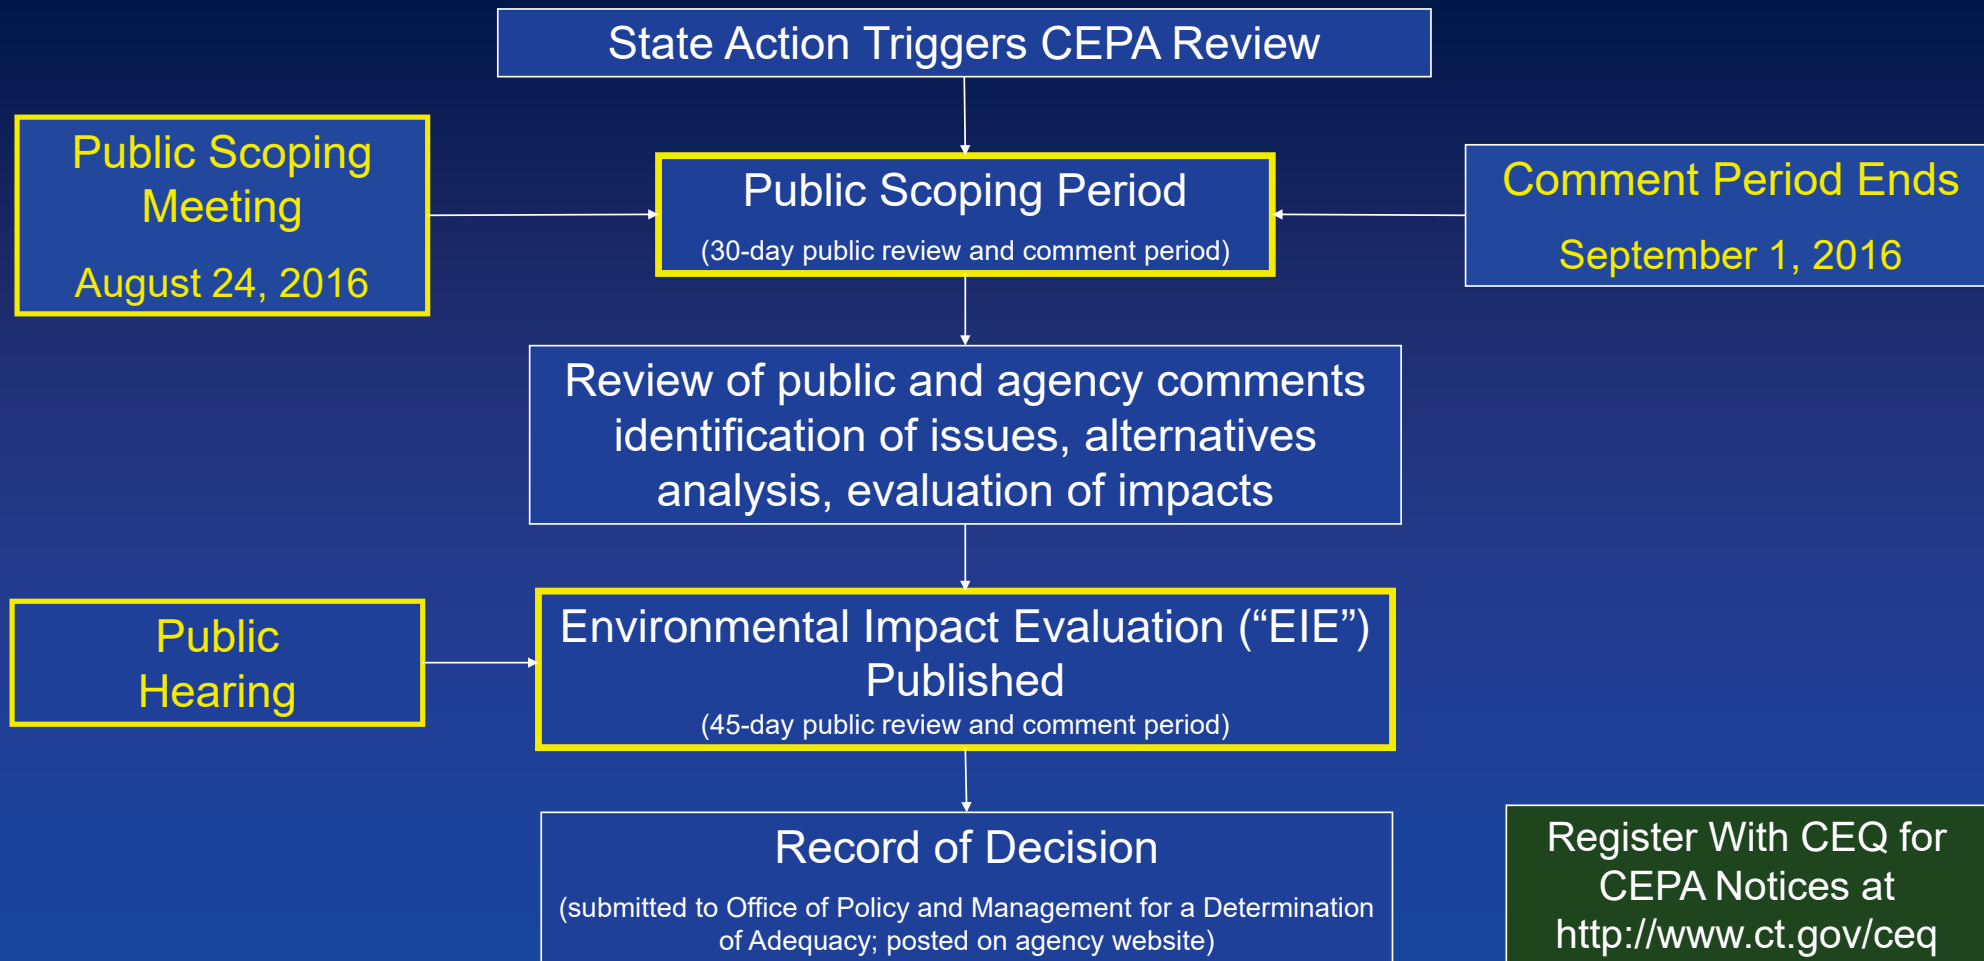 State Action Triggers CEPA Review
Public Scoping
Meeting
August 24, 2016
Public Scoping Period
(30-day public review and comment period)
Comment Period Ends
September 1, 2016
Review of public and agency comments
identification of issues, alternatives
analysis, evaluation of impacts
Public
Hearing
Environmental Impact Evaluation (“EIE”)
Published
(45-day public review and comment period)
Record of Decision
(submitted to Office of Policy and Management for a Determination
of Adequacy; posted on agency website)
Register With CEQ for
CEPA Notices at
http://www.ct.gov/ceq